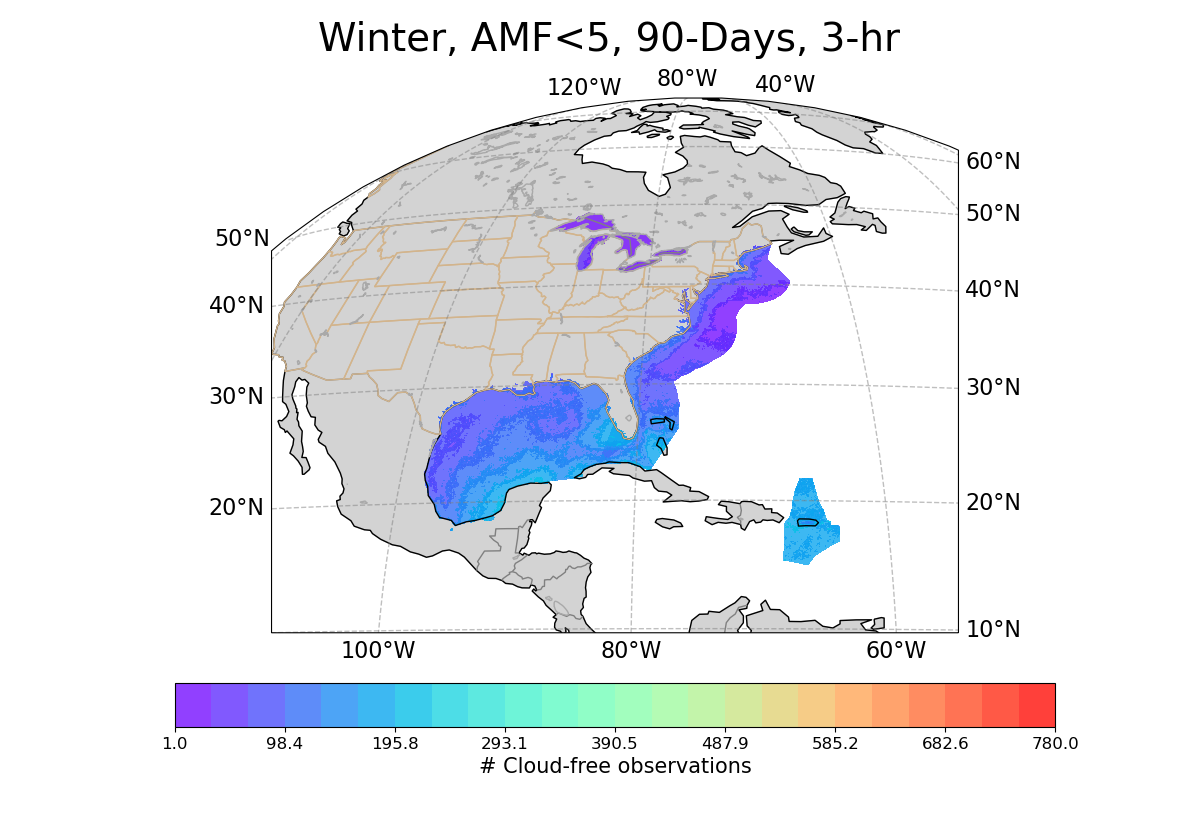 Winter, AMF<5, 90-Days, 3-hr
120°W 80°W 40°W
60°N
50°N
50°N
40°N
40°N
30°N
30°N
20°N
20°N
10°N
100°W 80°W 60°W
1.0 98.4 195.8 293.1 390.5 487.9 585.2 682.6 780.0
# Cloud-free observations